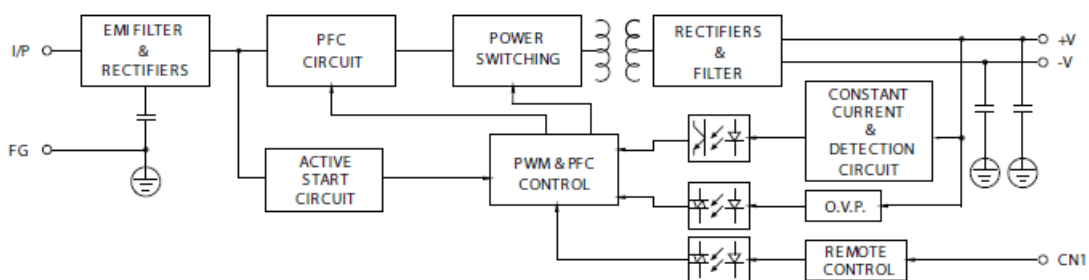 I/P
EMI FILTER
&
RECTIFIERS
PFC
CIRCUIT
POWER
SWITCHING
RECTIFIERS
&
FILTER
+V
-V
CONSTANT
CURRENT
&
DETECTION
CIRCUIT
FG
ACTIVE
START
CIRCUIT
PWM & PFC
CONTROL
O.V.P.
REMOTE
CONTROL
CN1